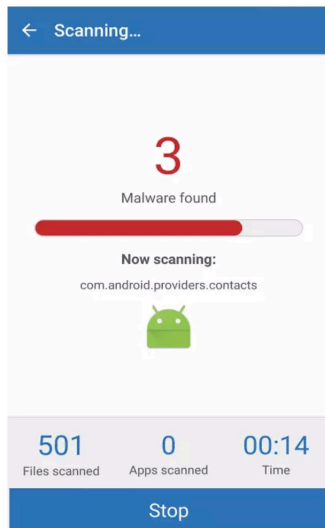 Scanning...
3
Malware found
Now scanning:
com.android.providers.contacts
501 0 00:14
Files scanned Apps scanned Time
Stop